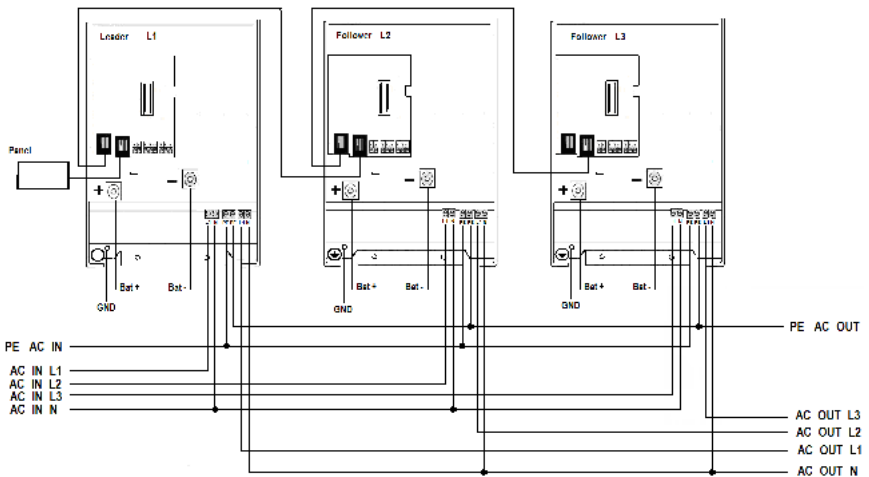 Leader L1
Follower L2
Follower L3
Panel
+
-
+
-
+
-
Bat+
Bat-
Bat+
Bat-
Bat+
Bat-
GND
GND
GND
PE AC OUT
PE AC IN
AC IN L1
AC IN L2
AC IN L3
AC IN N
AC OUT L3
AC OUT L2
AC OUT L1
AC OUT N